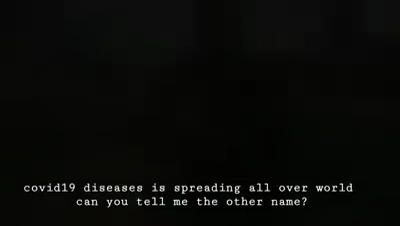 covid19 diseases is spreading all over world
can you tell me the other name?